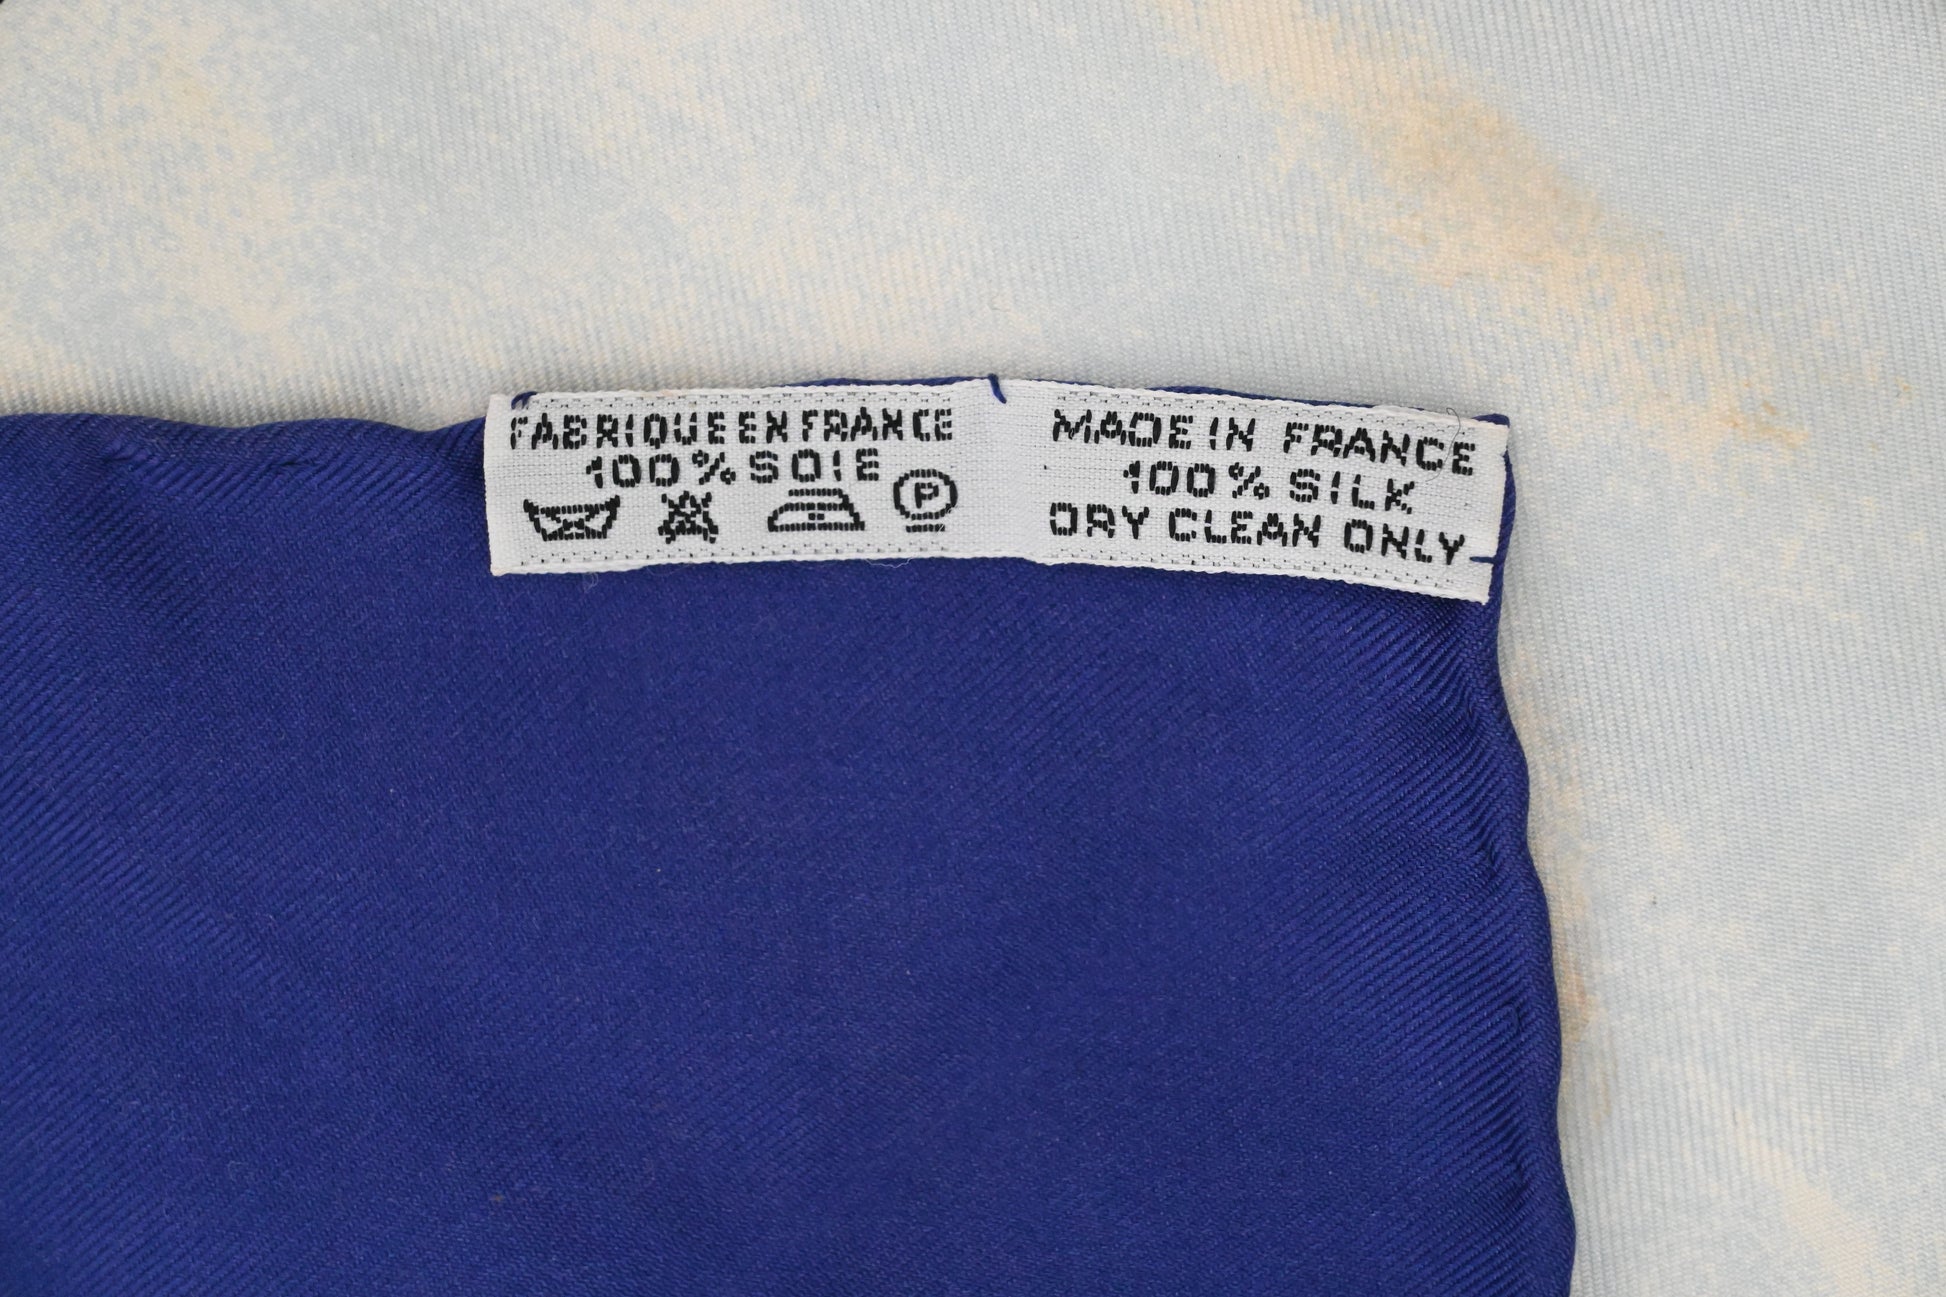 FABRIQUE EN FRANCE
100% SOIE
P
MADE IN FRANCE
100% SILK
DRY CLEAN ONLY